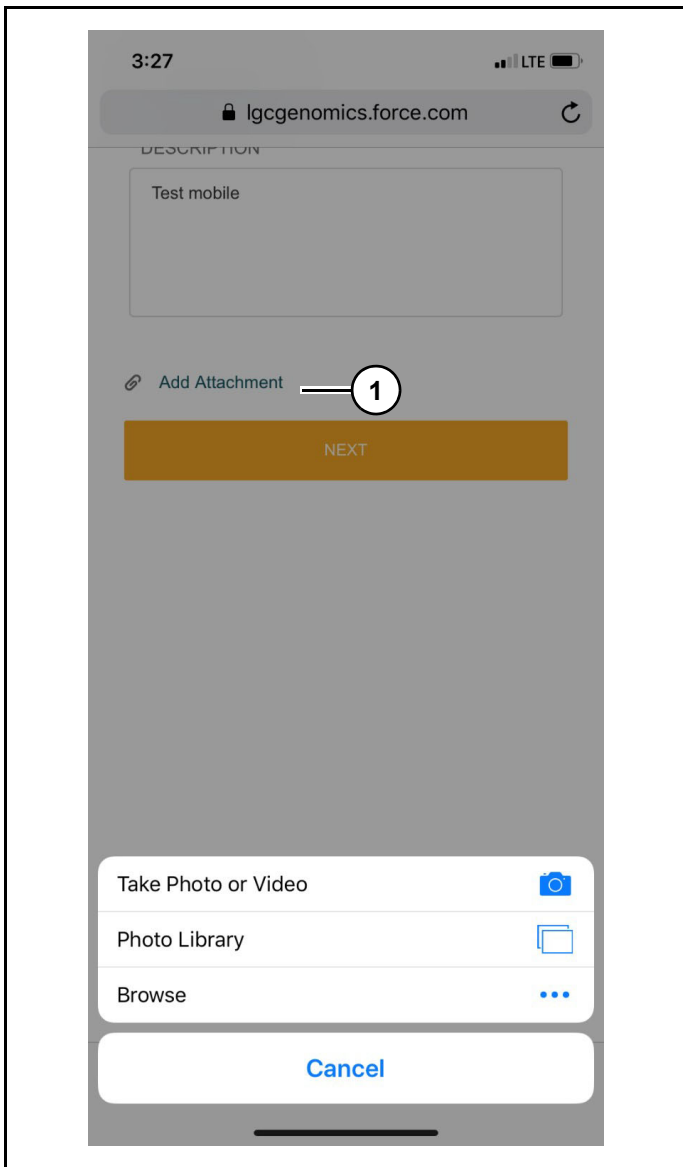 3:27 LTE
lgcgenomics.force.com
DESCRIPTION
Test mobile
Add Attachment 1
NEXT
Take Photo or Video
Photo Library
Browse
Cancel